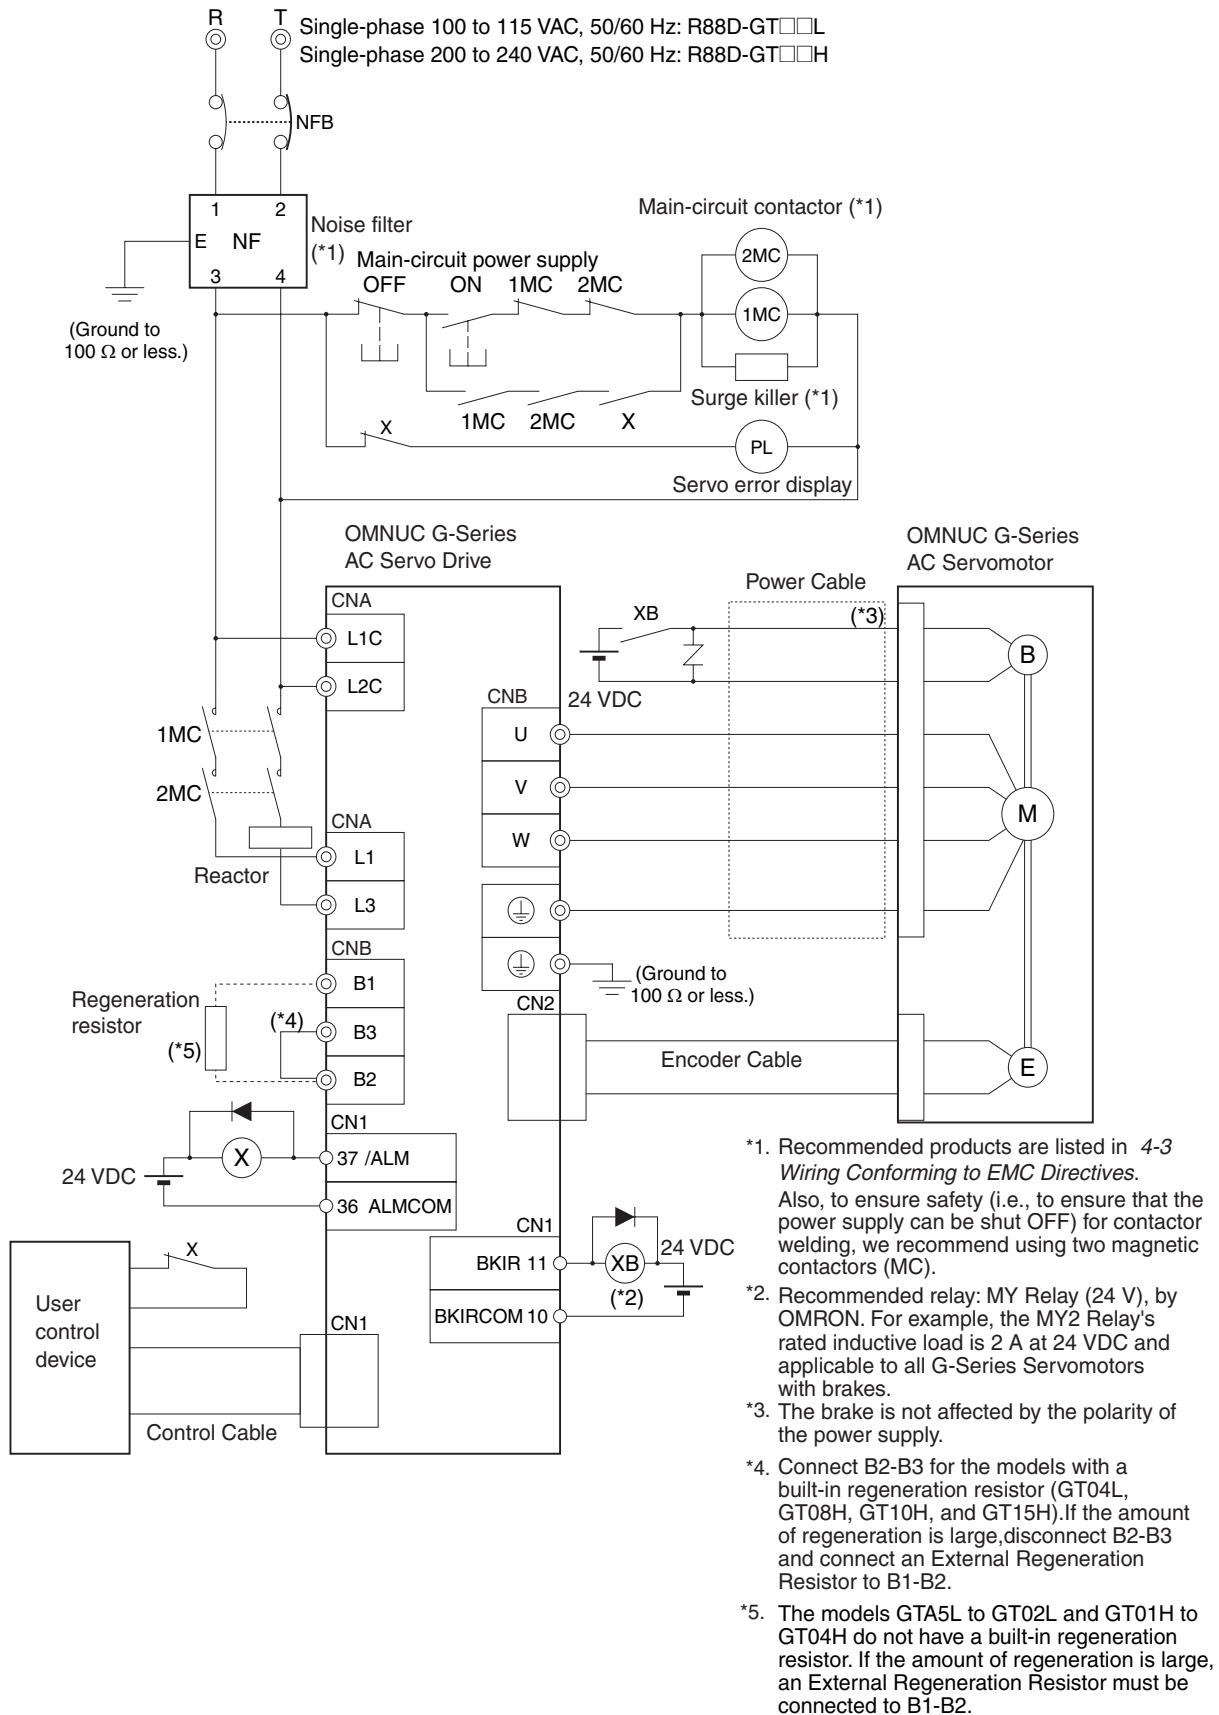 R T
Single-phase 100 to 115 VAC, 50/60 Hz: R88D-GT□□L
Single-phase 200 to 240 VAC, 50/60 Hz: R88D-GT□□H
NFB
1 2
E NF
3 4
Noise filter
(*1)
(Ground to
100 Ω or less.)
Main-circuit power supply
OFF ON 1MC 2MC
Main-circuit contactor (*1)
2MC
1MC
Surge killer (*1)
1MC 2MC X
X
PL
Servo error display
OMNUC G-Series
AC Servo Drive
OMNUC G-Series
AC Servomotor
CNA
L1C
L2C
1MC
2MC
Reactor
CNA
L1
L3
CNB
B1
B3
B2
Regeneration
resistor
(*5)
(*4)
Power Cable
(*3)
XB
24 VDC
CNB
U
V
W
B
M
E
(Ground to
100 Ω or less.)
CN2
Encoder Cable
CN1
37 /ALM
36 ALMCOM
X
24 VDC
CN1
BKIR 11
BKIRCOM 10
XB
(*2)
24 VDC
X
User
control
device
CN1
Control Cable
*1. Recommended products are listed in 4-3
Wiring Conforming to EMC Directives.
Also, to ensure safety (i.e., to ensure that the
power supply can be shut OFF) for contactor
welding, we recommend using two magnetic
contactors (MC).
*2. Recommended relay: MY Relay (24 V), by
OMRON. For example, the MY2 Relay's
rated inductive load is 2 A at 24 VDC and
applicable to all G-Series Servomotors
with brakes.
*3. The brake is not affected by the polarity of
the power supply.
*4. Connect B2-B3 for the models with a
built-in regeneration resistor (GT04L,
GT08H, GT10H, and GT15H).If the amount
of regeneration is large,disconnect B2-B3
and connect an External Regeneration
Resistor to B1-B2.
*5. The models GTA5L to GT02L and GT01H to
GT04H do not have a built-in regeneration
resistor. If the amount of regeneration is large,
an External Regeneration Resistor must be
connected to B1-B2.